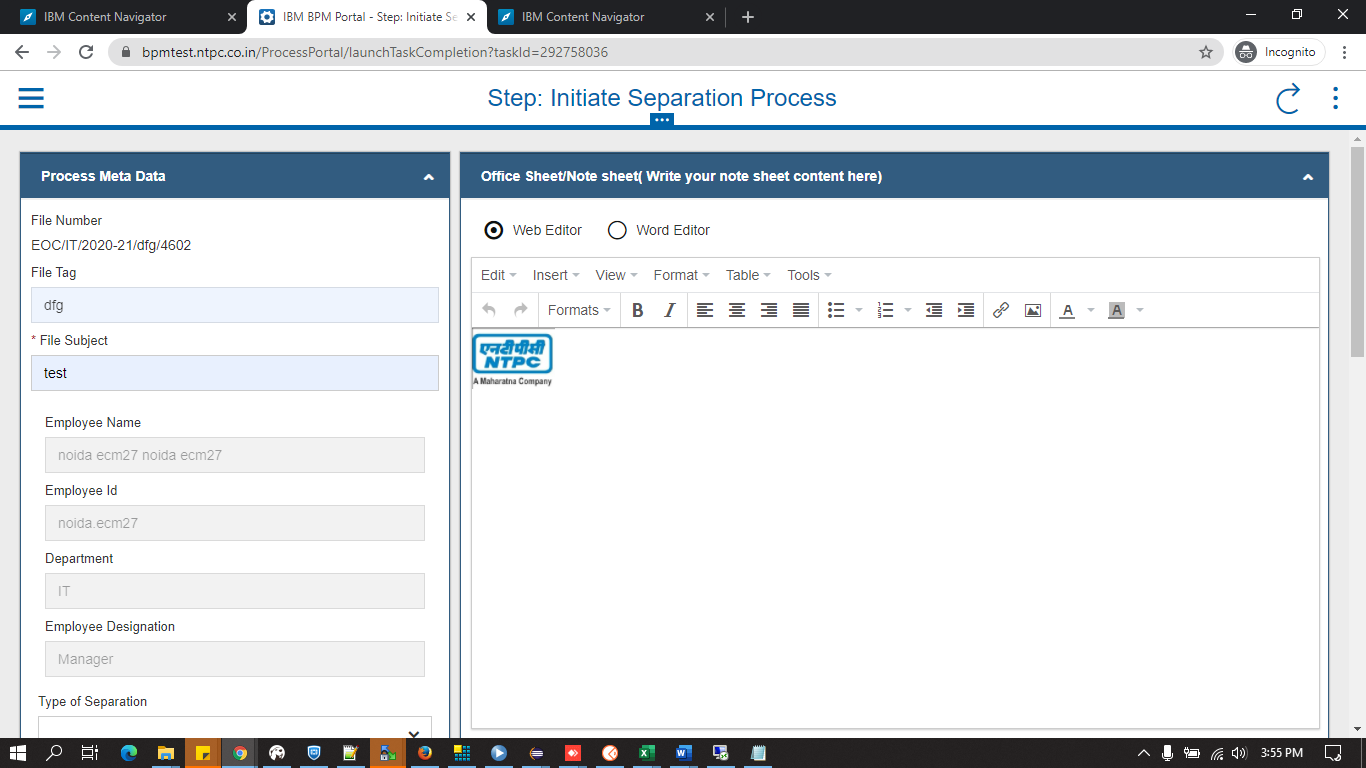 IBM Content Navigator
IBM BPM Portal - Step: Initiate Se
IBM Content Navigator
bpmtest.ntpc.co.in/ProcessPortal/launchTaskCompletion?taskId=292758036
Incognito
Step: Initiate Separation Process
Process Meta Data
File Number
EOC/IT/2020-21/dfg/4602
File Tag
dfg
* File Subject
test
Employee Name
noida ecm27 noida ecm27
Employee Id
noida.ecm27
Department
IT
Employee Designation
Manager
Type of Separation
Office Sheet/Note sheet( Write your note sheet content here)
Web Editor Word Editor
Edit Insert View Format Table Tools
Formats B I A A
एनटीपीसी
NTPC
A Maharatna Company
3:55 PM